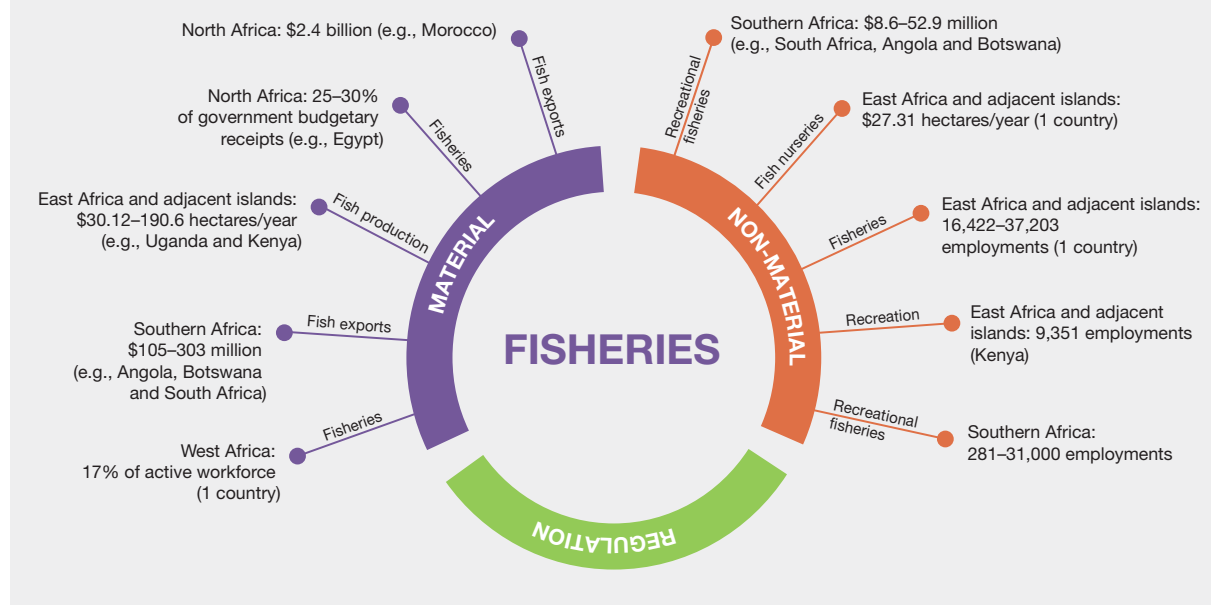 North Africa: $2.4 billion (e.g., Morocco)
Fish exports
North Africa: 25–30%
of government budgetary
receipts (e.g., Egypt)
Fisheries
East Africa and adjacent islands:
$30.12–190.6 hectares/year
(e.g., Uganda and Kenya)
Fish production
Southern Africa:
$105–303 million
(e.g., Angola, Botswana
and South Africa)
Fish exports
West Africa:
17% of active workforce
(1 country)
Fisheries
MATERIAL
FISHERIES
Southern Africa: $8.6–52.9 million
(e.g., South Africa, Angola and Botswana)
Recreational
fisheries
East Africa and adjacent islands:
$27.31 hectares/year (1 country)
Fish nurseries
East Africa and adjacent islands:
16,422–37,203
employments (1 country)
Fisheries
East Africa and adjacent
islands: 9,351 employments
(Kenya)
Recreation
Southern Africa:
281–31,000 employments
Recreational
fisheries
NON-MATERIAL
REGULATION